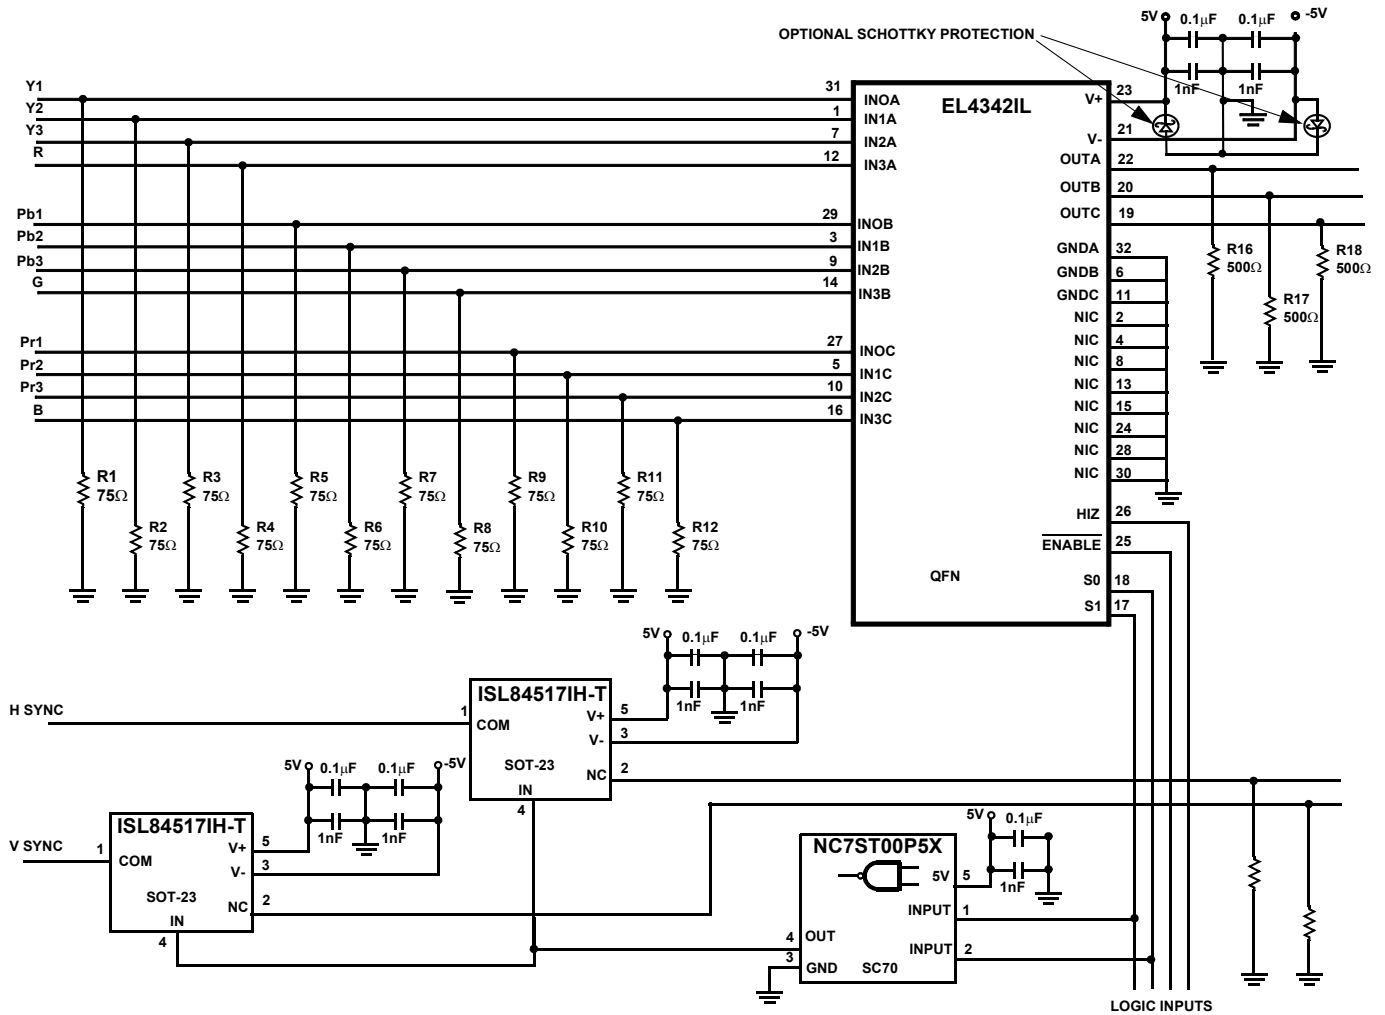 5V 0.1μF 0.1μF -5V
OPTIONAL SCHOTTKY PROTECTION
1nF 1nF
EL4342IL
Y1 31 INOA
Y2 1 IN1A
Y3 7 IN2A
R 12 IN3A
Pb1 29 INOB
Pb2 3 IN1B
Pb3 9 IN2B
G 14 IN3B
Pr1 27 INOC
Pr2 5 IN1C
Pr3 10 IN2C
B 16 IN3C
V+ 23
V- 21
OUTA 22
OUTB 20
OUTC 19
GNDA 32
GNDB 6
GNDC 11
NIC 2
NIC 4
NIC 8
NIC 13
NIC 15
NIC 24
NIC 28
NIC 30
HIZ 26
ENABLE 25
S0 18
S1 17
QFN
R16
500Ω
R17
500Ω
R18
500Ω
R1
75Ω
R2
75Ω
R3
75Ω
R4
75Ω
R5
75Ω
R6
75Ω
R7
75Ω
R8
75Ω
R9
75Ω
R10
75Ω
R11
75Ω
R12
75Ω
5V 0.1μF 0.1μF -5V
1nF 1nF
H SYNC
ISL84517IH-T
1 COM
V+ 5
V- 3
SOT-23
NC 2
IN
4
5V 0.1μF 0.1μF -5V
1nF 1nF
V SYNC
ISL84517IH-T
1 COM
V+ 5
V- 3
SOT-23
NC 2
IN
4
5V 0.1μF
1nF
NC7ST00P5X
5V 5
INPUT 1
4 OUT
INPUT 2
3 GND
SC70
LOGIC INPUTS